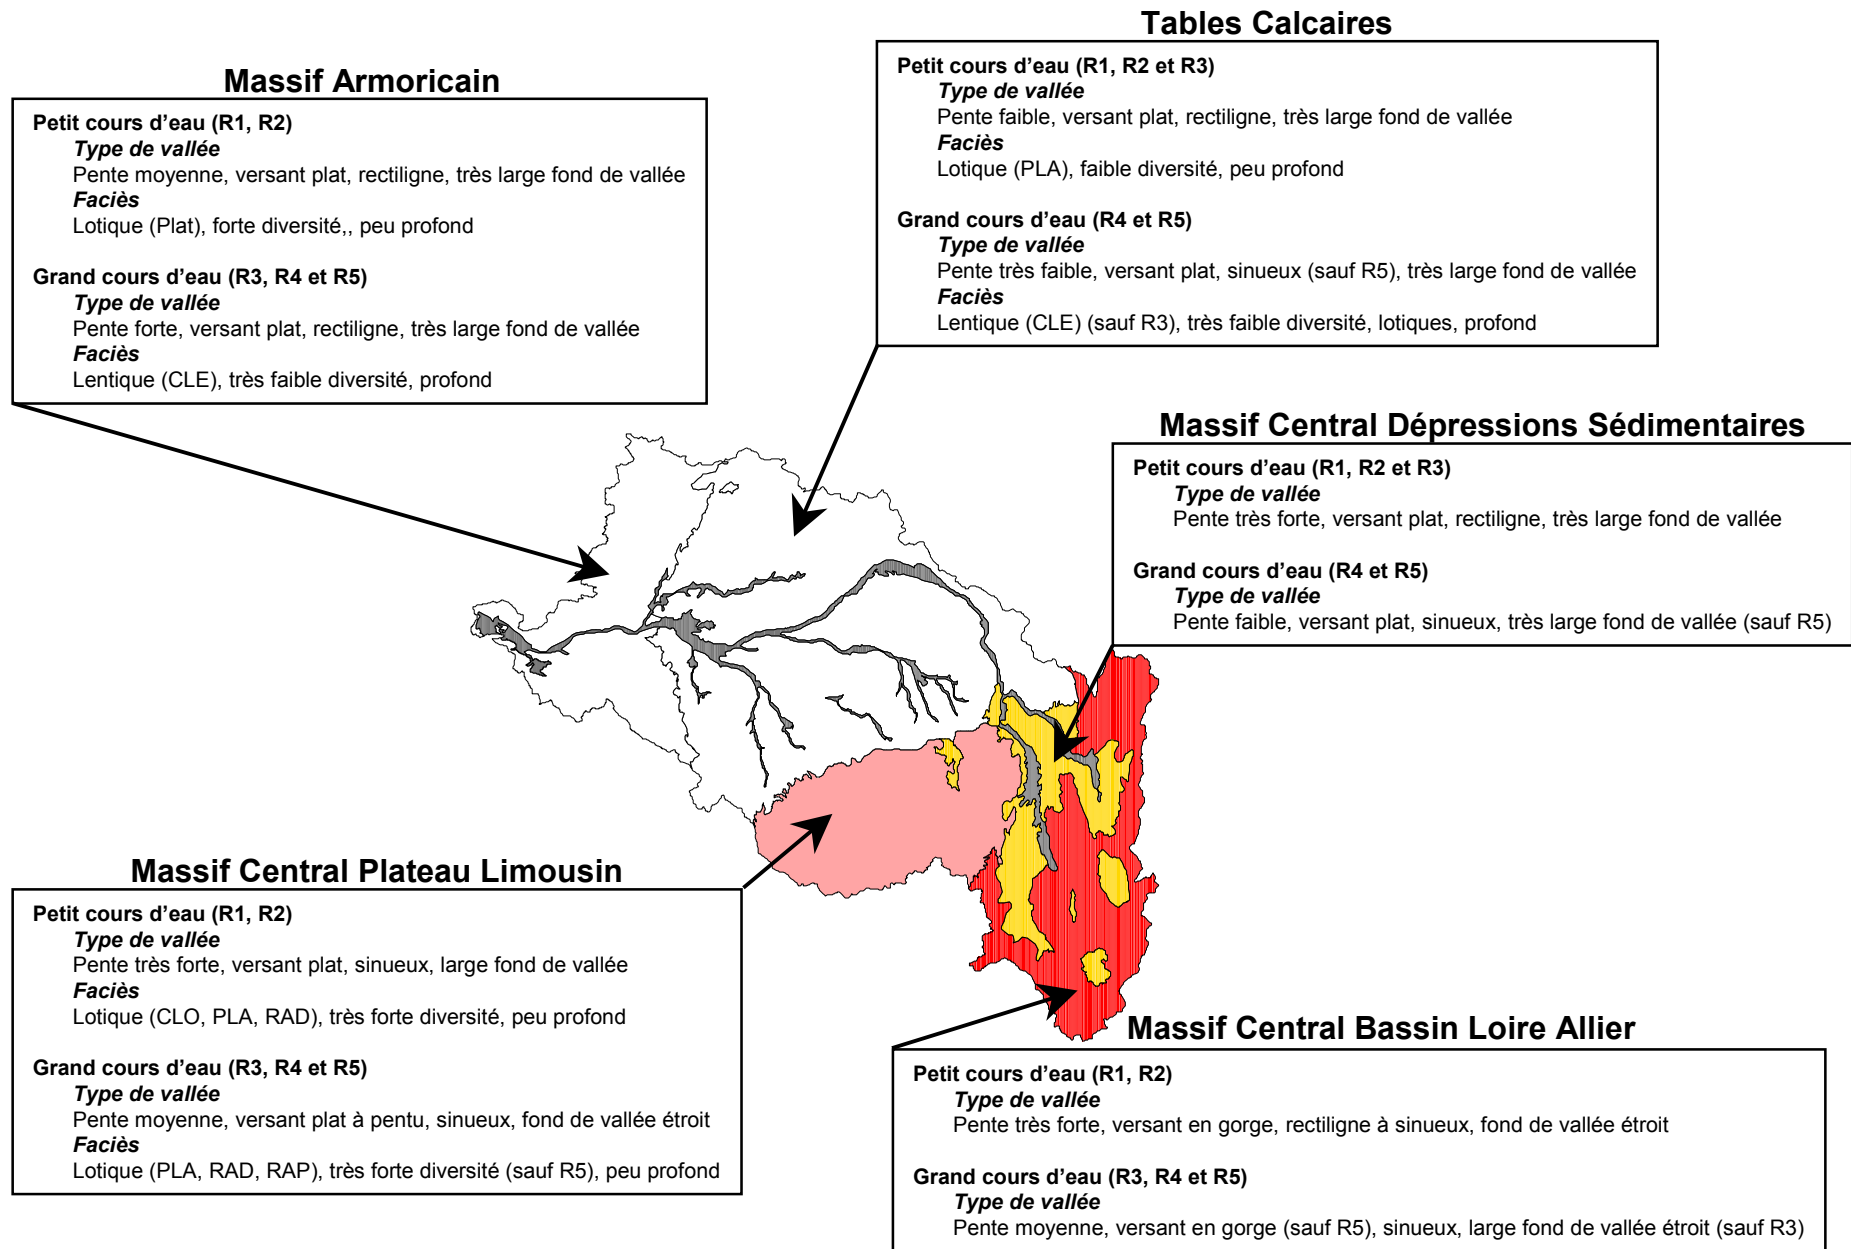 Tables Calcaires
Petit cours d'eau (R1, R2 et R3)
Type de vallée
Pente faible, versant plat, rectiligne, très large fond de vallée
Faciès
Lotique (PLA), faible diversité, peu profond
Grand cours d'eau (R4 et R5)
Type de vallée
Pente très faible, versant plat, sinueux (sauf R5), très large fond de vallée
Faciès
Lentique (CLE) (sauf R3), très faible diversité, lotiques, profond
Massif Armoricain
Petit cours d'eau (R1, R2)
Type de vallée
Pente moyenne, versant plat, rectiligne, très large fond de vallée
Faciès
Lotique (Plat), forte diversité,, peu profond
Grand cours d'eau (R3, R4 et R5)
Type de vallée
Pente forte, versant plat, rectiligne, très large fond de vallée
Faciès
Lentique (CLE), très faible diversité, profond
Massif Central Dépressions Sédimentaires
Petit cours d'eau (R1, R2 et R3)
Type de vallée
Pente très forte, versant plat, rectiligne, très large fond de vallée
Grand cours d'eau (R4 et R5)
Type de vallée
Pente faible, versant plat, sinueux, très large fond de vallée (sauf R5)
Massif Central Plateau Limousin
Petit cours d'eau (R1, R2)
Type de vallée
Pente très forte, versant plat, sinueux, large fond de vallée
Faciès
Lotique (CLO, PLA, RAD), très forte diversité, peu profond
Grand cours d'eau (R3, R4 et R5)
Type de vallée
Pente moyenne, versant plat à pentu, sinueux, fond de vallée étroit
Faciès
Lotique (PLA, RAD, RAP), très forte diversité (sauf R5), peu profond
Massif Central Bassin Loire Allier
Petit cours d'eau (R1, R2)
Type de vallée
Pente très forte, versant en gorge, rectiligne à sinueux, fond de vallée étroit
Grand cours d'eau (R3, R4 et R5)
Type de vallée
Pente moyenne, versant en gorge (sauf R5), sinueux, large fond de vallée étroit (sauf R3)